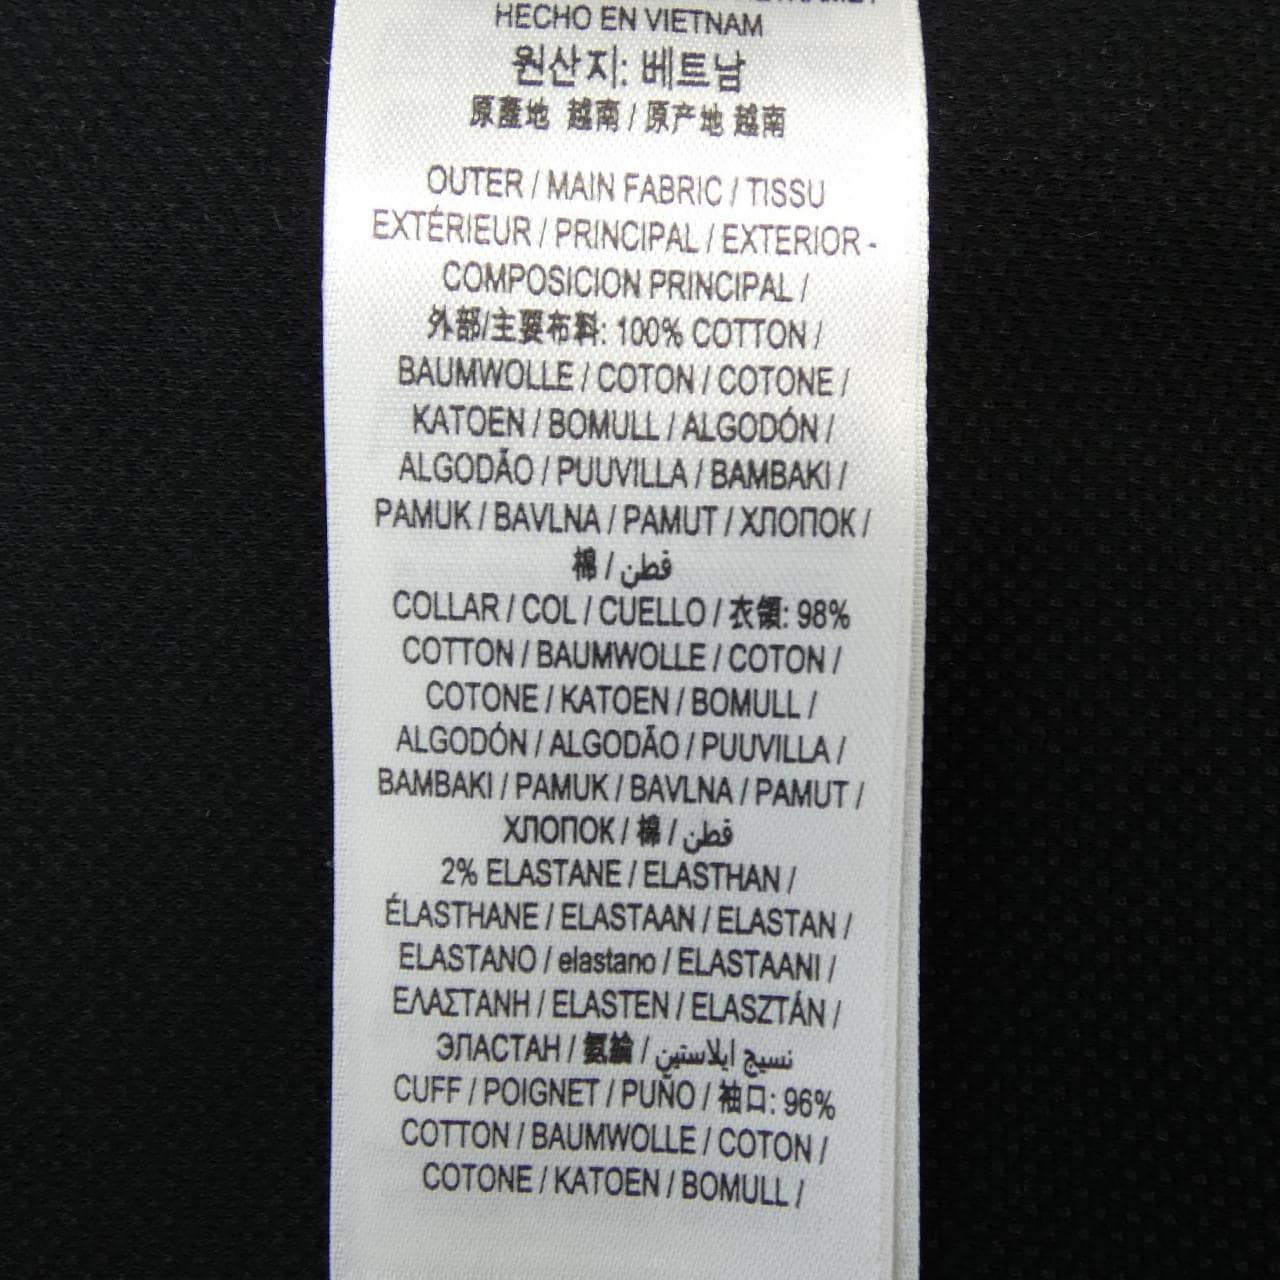 HECHO EN VIETNAM
원산지: 베트남
原產地 越南 / 原产地 越南
OUTER / MAIN FABRIC / TISSU
EXTÉRIEUR / PRINCIPAL / EXTERIOR -
COMPOSICION PRINCIPAL /
外部/主要布料: 100% COTTON /
BAUMWOLLE / COTON / COTONE /
KATOEN / BOMULL / ALGODÓN /
ALGODÃO / PUUVILLA / BAMBAKI /
PAMUK / BAVLNA / PAMUT / ХЛОПОК /
棉 / قطن
COLLAR / COL / CUELLO / 衣領: 98%
COTTON / BAUMWOLLE / COTON /
COTONE / KATOEN / BOMULL /
ALGODÓN / ALGODÃO / PUUVILLA /
BAMBAKI / PAMUK / BAVLNA / PAMUT /
ХЛОПОК / 棉 / قطن
2% ELASTANE / ELASTHAN /
ÉLASTHANE / ELASTAAN / ELASTAN /
ELASTANO / elastano / ELASTAANI /
ΕΛΑΣΤΑΝΗ / ELASTEN / ELASZTÁN /
ЭЛАСТАН / 氨綸 / نسيج ايلاستين
CUFF / POIGNET / PUÑO / 袖口: 96%
COTTON / BAUMWOLLE / COTON /
COTONE / KATOEN / BOMULL /